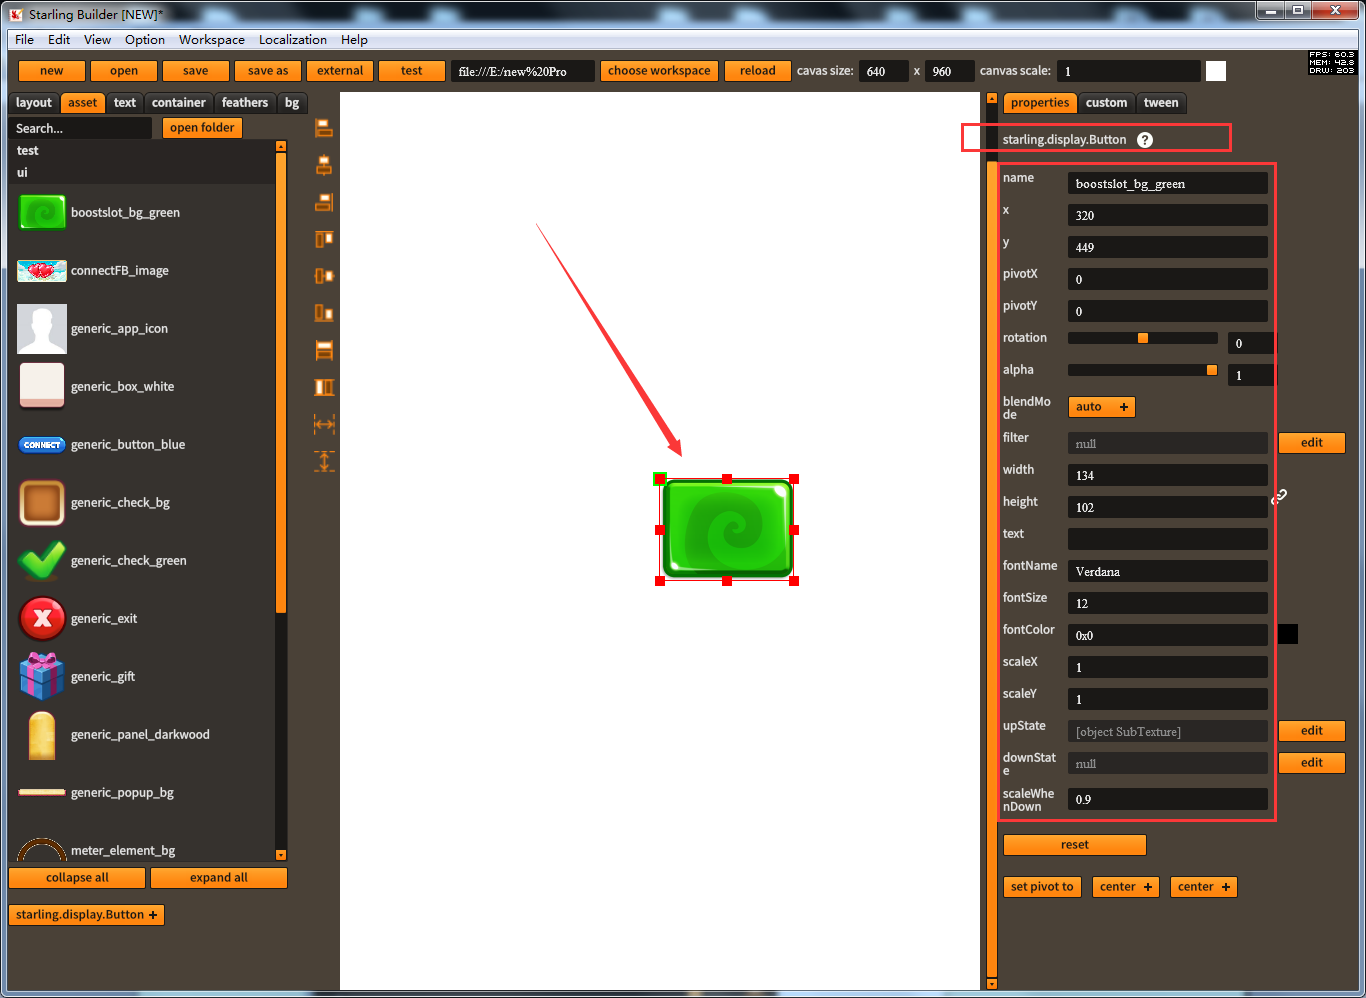 Starling Builder [NEW]*
File Edit View Option Workspace Localization Help
FPS: 60.3
MEM: 42.8
DRW: 203
new open save save as external test file:///E:/new%20Pro choose workspace reload cavas size: 640 x 960 canvas scale: 1
layout asset text container feathers bg
Search... open folder
test
ui
boostslot_bg_green
connectFB_image
generic_app_icon
generic_box_white
CONNECT generic_button_blue
generic_check_bg
generic_check_green
generic_exit
generic_gift
generic_panel_darkwood
generic_popup_bg
meter_element_bg
collapse all expand all
starling.display.Button +
properties custom tween
starling.display.Button ?
name boostslot_bg_green
x 320
y 449
pivotX 0
pivotY 0
rotation 0
alpha 1
blendMo
de auto +
filter null edit
width 134
height 102
text
fontName Verdana
fontSize 12
fontColor 0x0
scaleX 1
scaleY 1
upState [object SubTexture] edit
downStat
e null edit
scaleWhe
nDown 0.9
reset
set pivot to center + center +